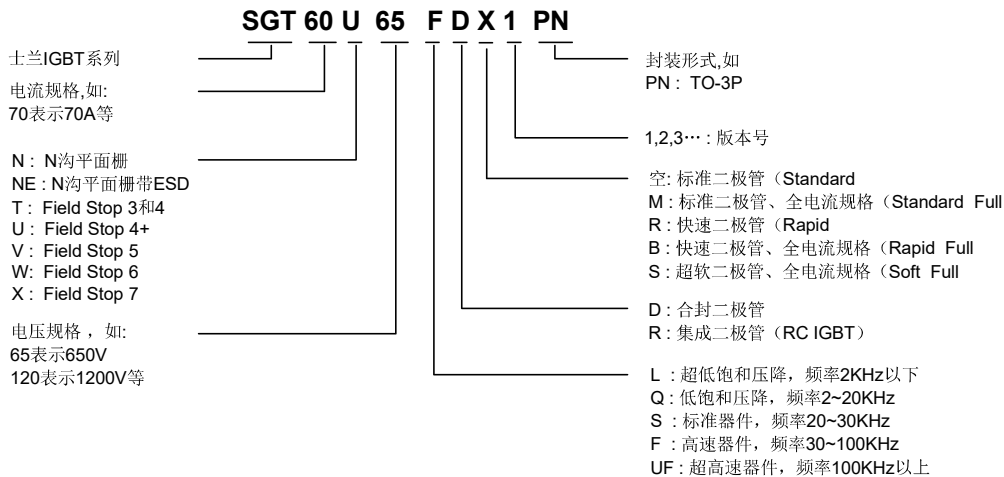 SGT 60 U 65 F D X 1 PN
士兰IGBT系列
电流规格,如:
70表示70A等
N : N沟平面栅
NE : N沟平面栅带ESD
T : Field Stop 3和4
U : Field Stop 4+
V : Field Stop 5
W: Field Stop 6
X : Field Stop 7
电压规格 ，如:
65表示650V
120表示1200V等
封装形式,如
PN : TO-3P
1,2,3··· : 版本号
空: 标准二极管（Standard
M : 标准二极管、全电流规格（Standard Full
R : 快速二极管（Rapid
B : 快速二极管、全电流规格（Rapid Full
S : 超软二极管、全电流规格（Soft Full
D : 合封二极管
R : 集成二极管（RC IGBT）
L : 超低饱和压降，频率2KHz以下
Q : 低饱和压降，频率2~20KHz
S : 标准器件，频率20~30KHz
F : 高速器件，频率30~100KHz
UF : 超高速器件，频率100KHz以上